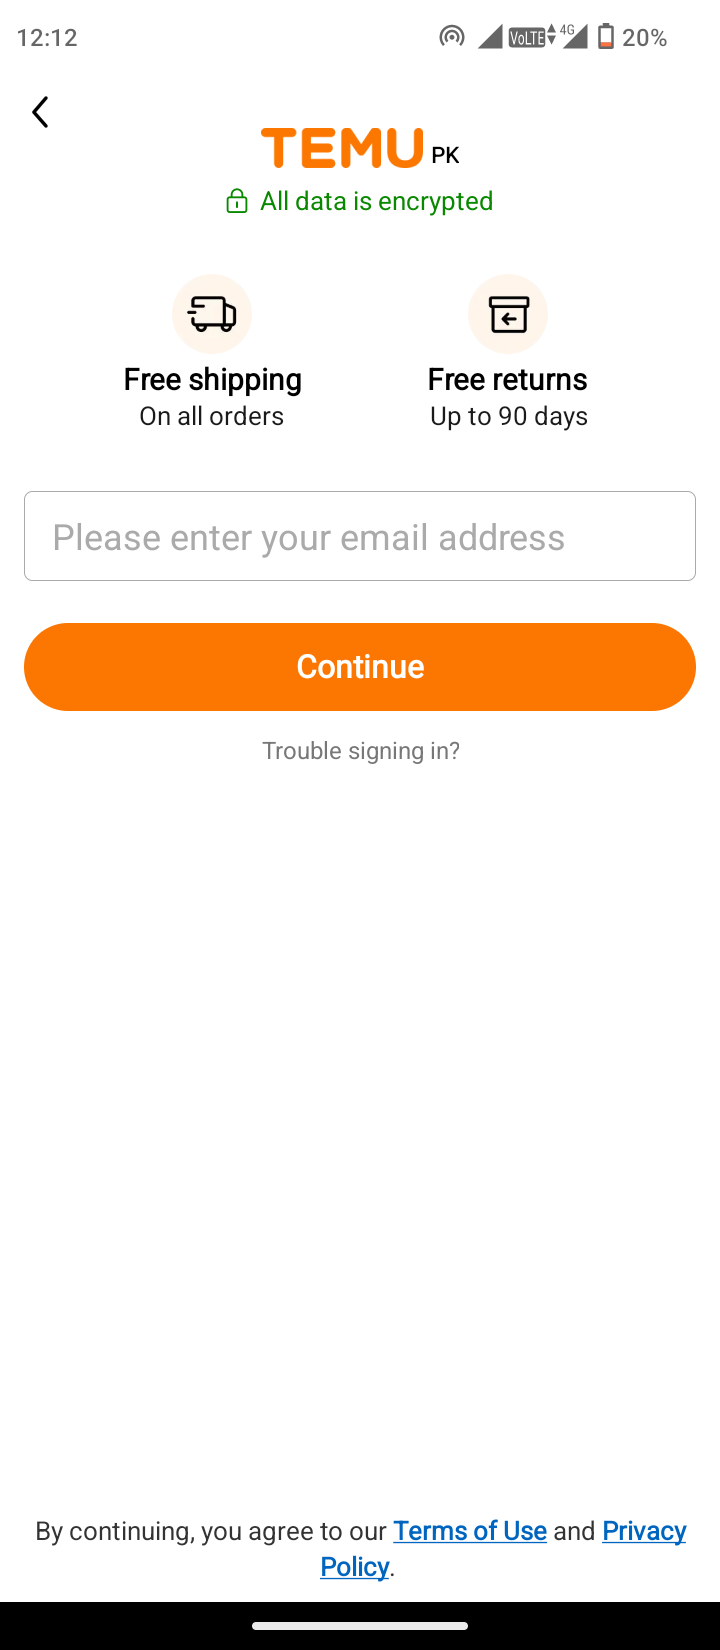 12:12 VoLTE 4G 20%
TEMU PK
All data is encrypted
Free shipping
On all orders
Free returns
Up to 90 days
Please enter your email address
Continue
Trouble signing in?
By continuing, you agree to our Terms of Use and Privacy
Policy.